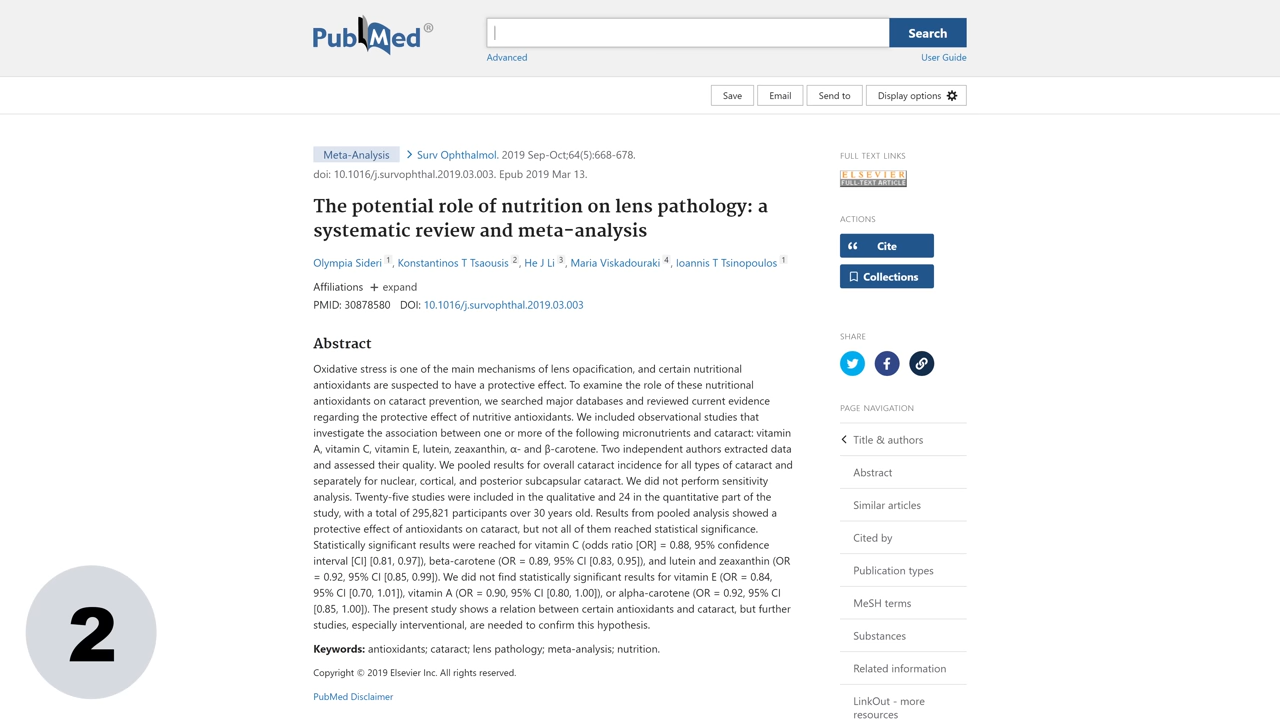 PubMed®
Search
Advanced
User Guide
Save
Email
Send to
Display options
Meta-Analysis
Surv Ophthalmol. 2019 Sep-Oct;64(5):668-678.
doi: 10.1016/j.survophthal.2019.03.003. Epub 2019 Mar 13.
The potential role of nutrition on lens pathology: a
systematic review and meta-analysis
Olympia Sideri 1, Konstantinos T Tsaousis 2, He J Li 3, Maria Viskadouraki 4, Ioannis T Tsinopoulos 1
Affiliations + expand
PMID: 30878580 DOI: 10.1016/j.survophthal.2019.03.003
Abstract
Oxidative stress is one of the main mechanisms of lens opacification, and certain nutritional
antioxidants are suspected to have a protective effect. To examine the role of these nutritional
antioxidants on cataract prevention, we searched major databases and reviewed current evidence
regarding the protective effect of nutritive antioxidants. We included observational studies that
investigate the association between one or more of the following micronutrients and cataract: vitamin
A, vitamin C, vitamin E, lutein, zeaxanthin, α- and β-carotene. Two independent authors extracted data
and assessed their quality. We pooled results for overall cataract incidence for all types of cataract and
separately for nuclear, cortical, and posterior subcapsular cataract. We did not perform sensitivity
analysis. Twenty-five studies were included in the qualitative and 24 in the quantitative part of the
study, with a total of 295,821 participants over 30 years old. Results from pooled analysis showed a
protective effect of antioxidants on cataract, but not all of them reached statistical significance.
Statistically significant results were reached for vitamin C (odds ratio [OR] = 0.88, 95% confidence
interval [CI] [0.81, 0.97]), beta-carotene (OR = 0.89, 95% CI [0.83, 0.95]), and lutein and zeaxanthin (OR
= 0.92, 95% CI [0.85, 0.99]). We did not find statistically significant results for vitamin E (OR = 0.84,
95% CI [0.70, 1.01]), vitamin A (OR = 0.90, 95% CI [0.80, 1.00]), or alpha-carotene (OR = 0.92, 95% CI
[0.85, 1.00]). The present study shows a relation between certain antioxidants and cataract, but further
studies, especially interventional, are needed to confirm this hypothesis.
Keywords: antioxidants; cataract; lens pathology; meta-analysis; nutrition.
Copyright © 2019 Elsevier Inc. All rights reserved.
PubMed Disclaimer
FULL TEXT LINKS
ELSEVIER
FULL-TEXT ARTICLE
ACTIONS
Cite
Collections
SHARE
PAGE NAVIGATION
Title & authors
Abstract
Similar articles
Cited by
Publication types
MeSH terms
Substances
Related information
LinkOut - more
resources
2